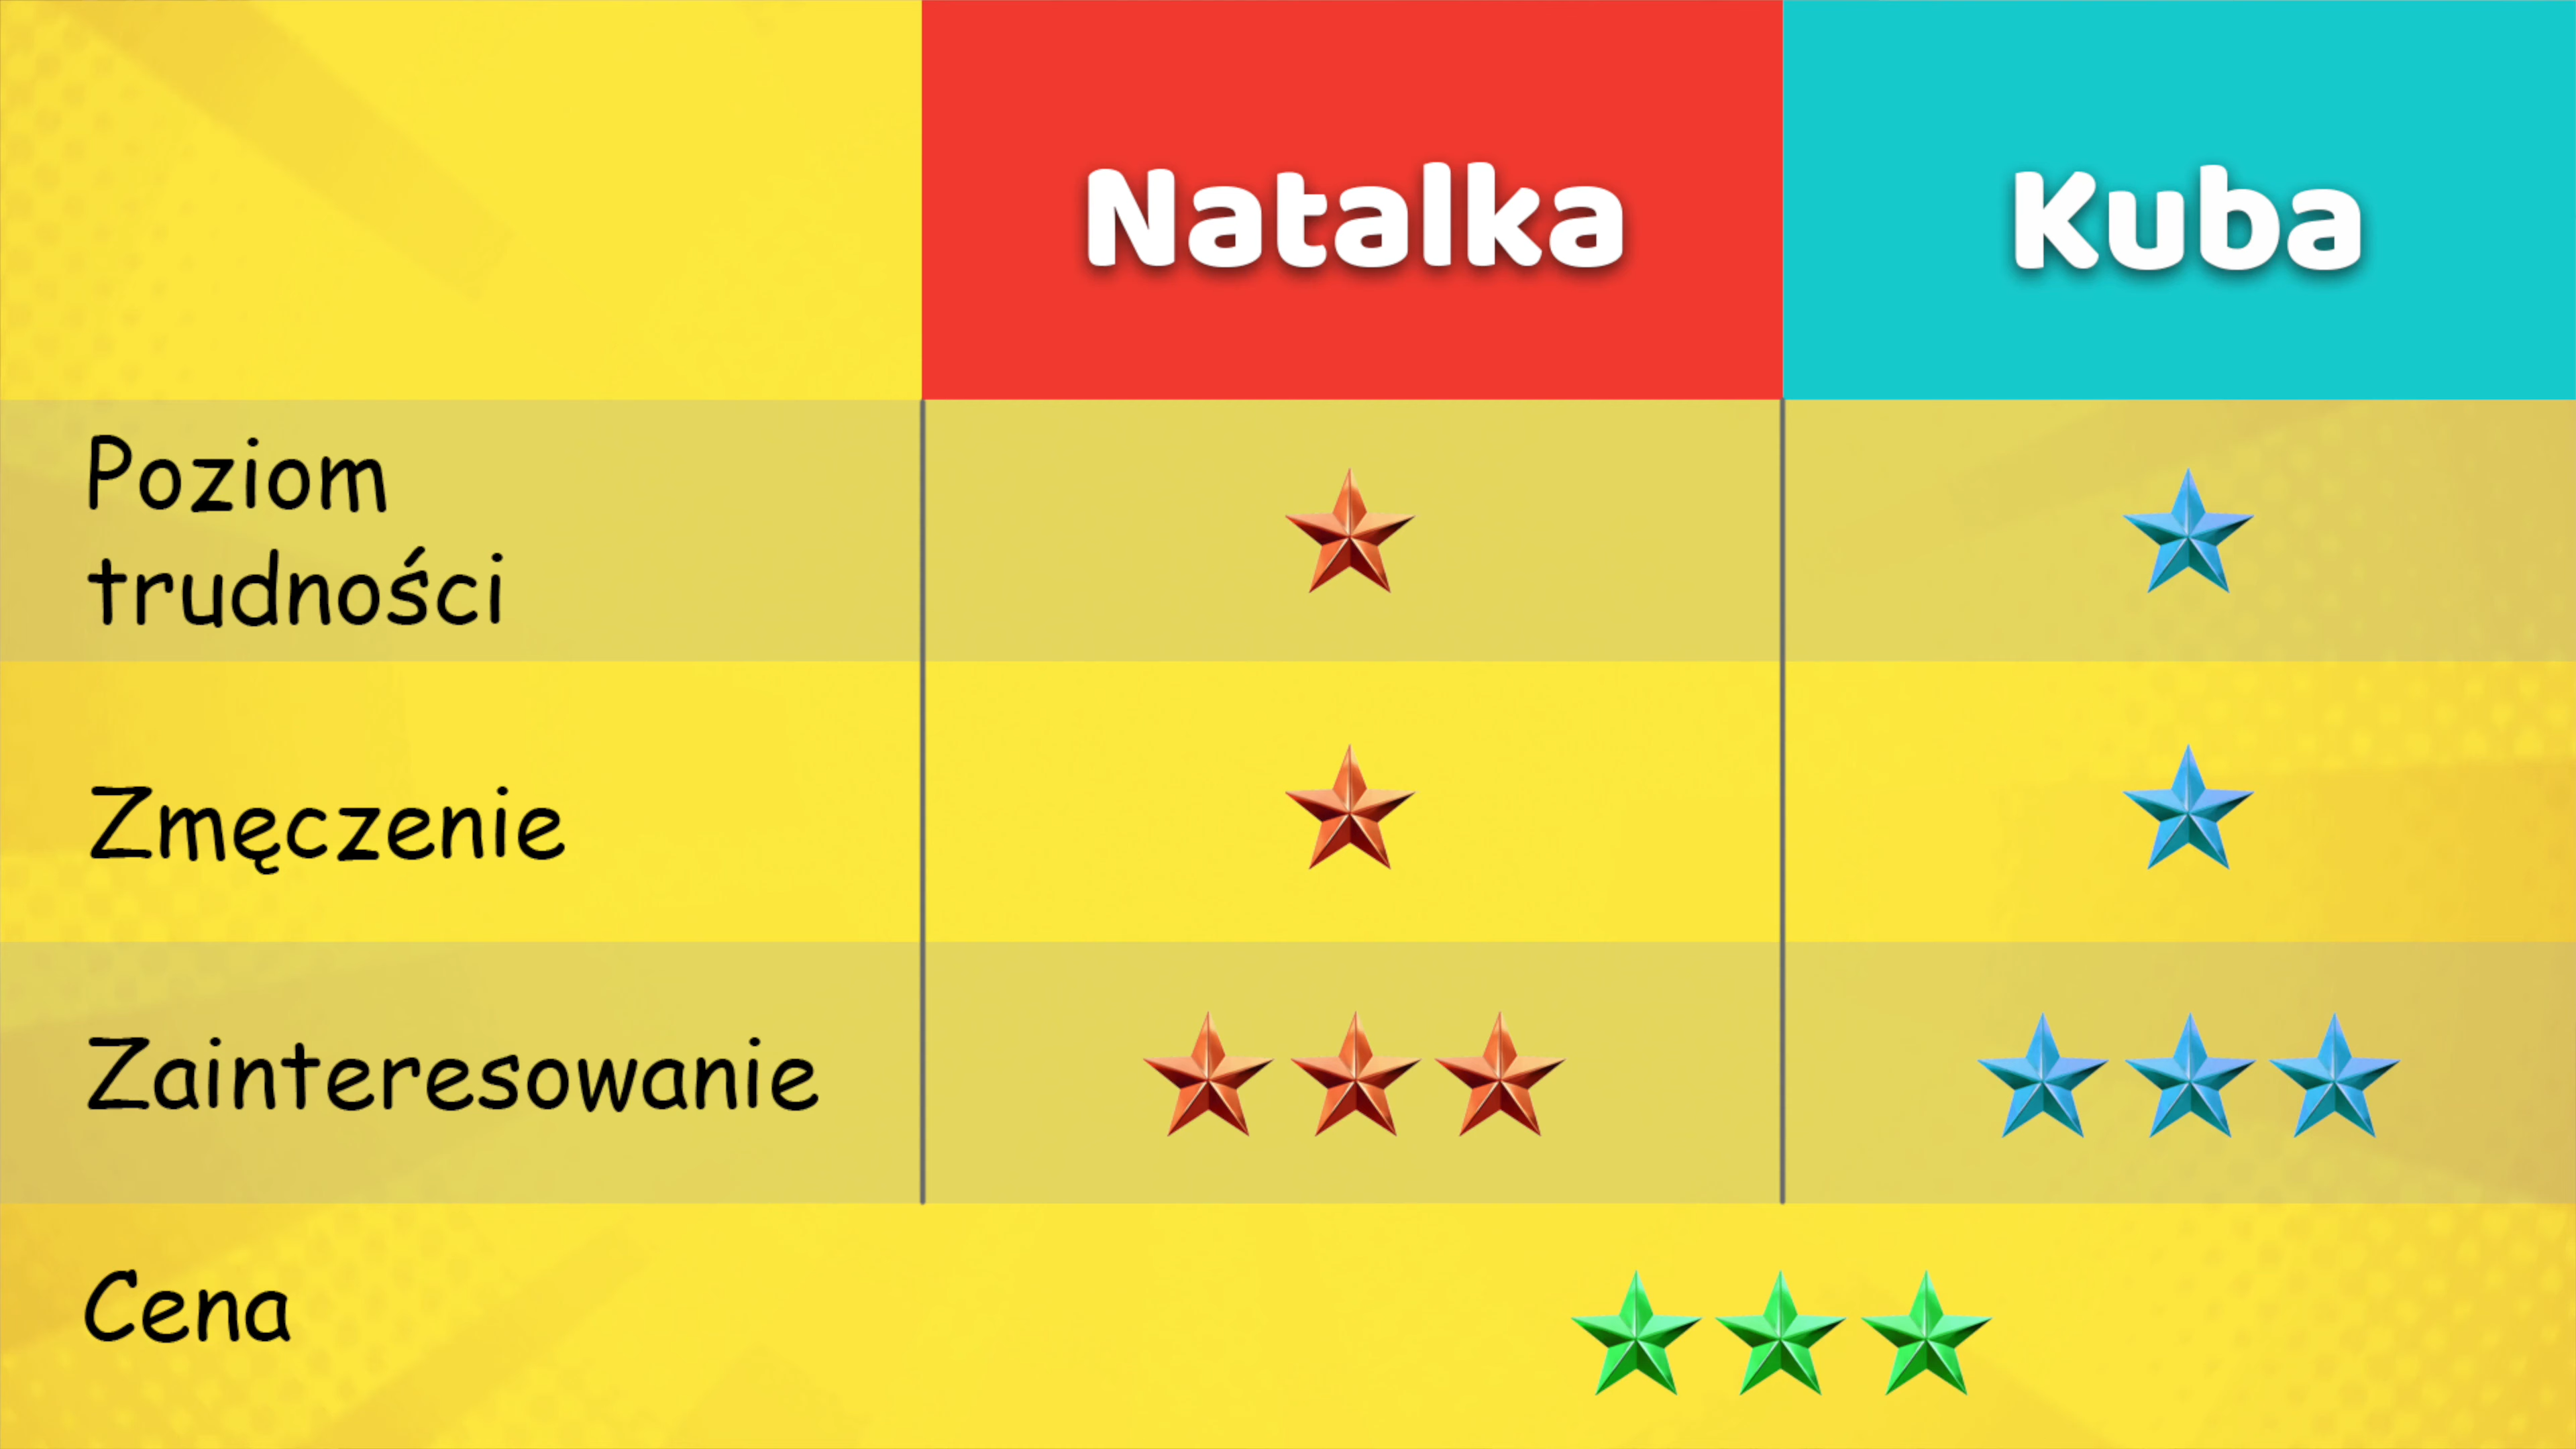 Natalka
Kuba
Poziom
trudności
Zmęczenie
Zainteresowanie
Cena